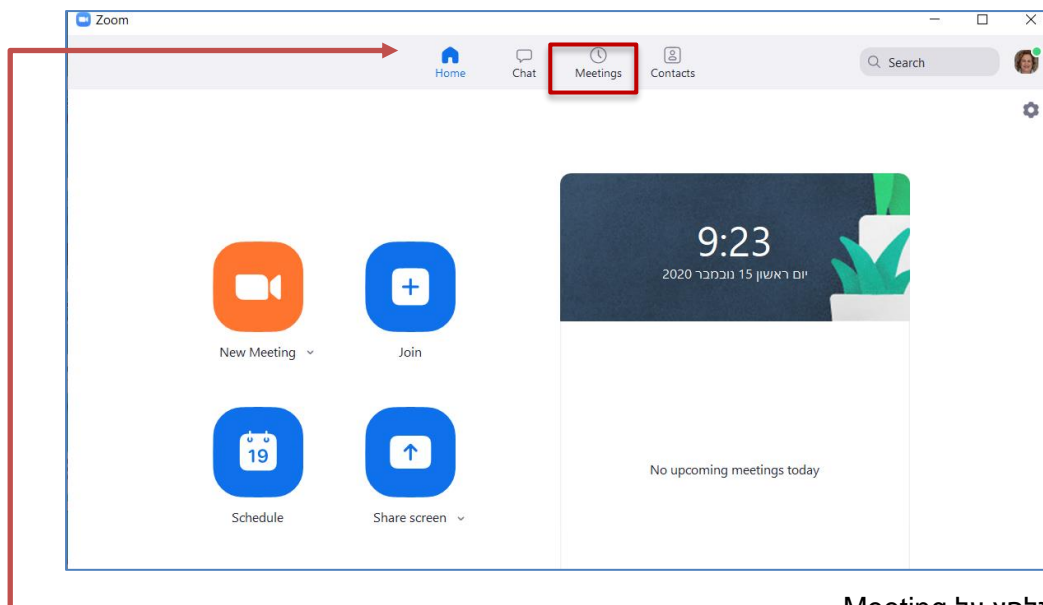 Zoom
Home
Chat
Meetings
Contacts
Search
9:23
יום ראשון 15 נובמבר 2020
New Meeting
Join
19
Schedule
Share screen
No upcoming meetings today
על Meeting